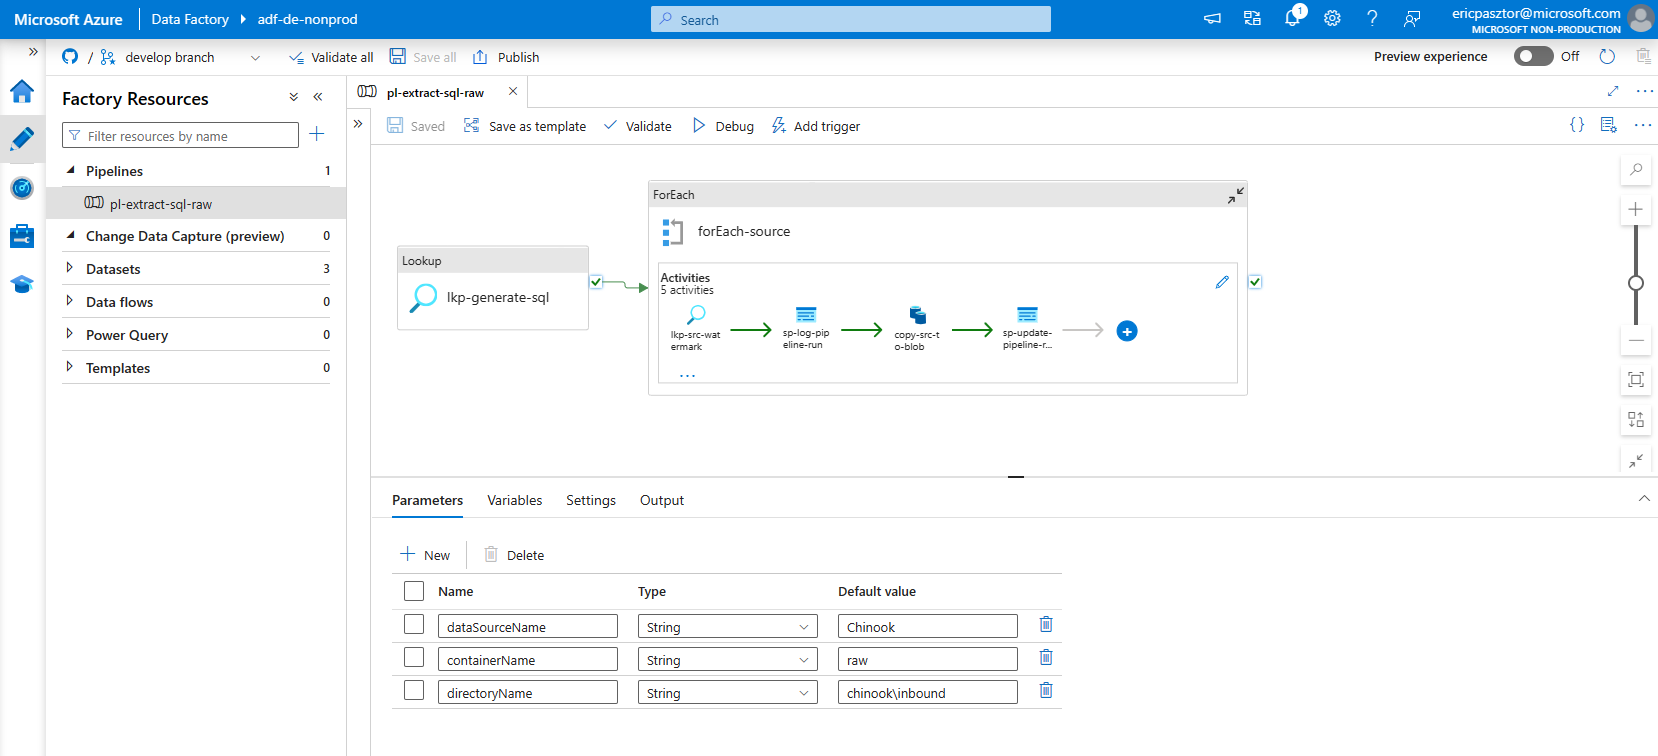 Microsoft Azure Data Factory adf-de-nonprod Search 1 ericpasztor@microsoft.com
MICROSOFT NON-PRODUCTION
/ develop branch Validate all Save all Publish Preview experience Off
Factory Resources
Filter resources by name
Pipelines 1
pl-extract-sql-raw
Change Data Capture (preview) 0
Datasets 3
Data flows 0
Power Query 0
Templates 0
pl-extract-sql-raw
Saved Save as template Validate Debug Add trigger
Lookup
lkp-generate-sql
ForEach
forEach-source
Activities
5 activities
lkp-src-wat
ermark
sp-log-pip
eline-run
copy-src-t
o-blob
sp-update-
pipeline-r...
...
Parameters Variables Settings Output
New Delete
Name Type Default value
dataSourceName String Chinook
containerName String raw
directoryName String chinook\inbound